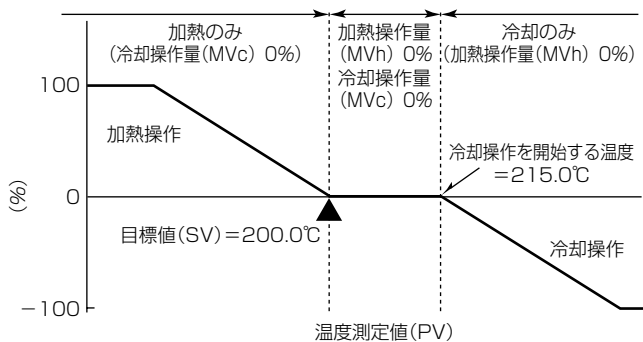 加熱のみ
(冷却操作量(MVc) 0%)
加熱操作量
(MVh) 0%
冷却操作量
(MVc) 0%
冷却のみ
(加熱操作量(MVh) 0%)
100
加熱操作
冷却操作を開始する温度
=215.0℃
(%)
0
目標値(SV)=200.0℃
冷却操作
-100
温度測定値(PV)